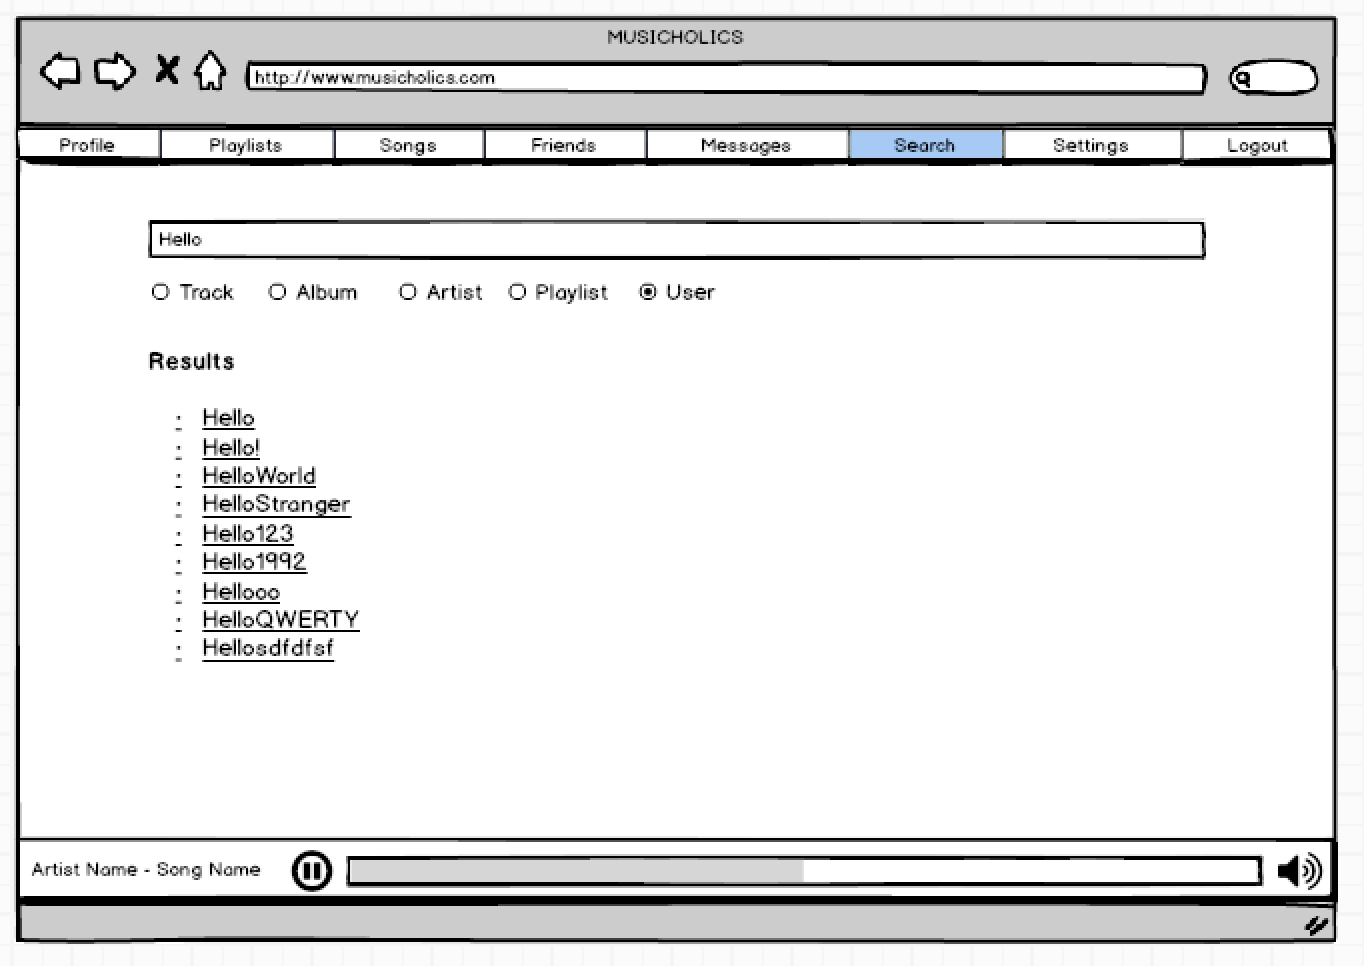 MUSICHOLICS
http://www.musicholics.com
Profile Playlists Songs Friends Messages Search Settings Logout
Hello
Track Album Artist Playlist User
Results
Hello
Hello!
HelloWorld
HelloStranger
Hello123
Hello1992
Hellooo
HelloQWERTY
Hellosdfdfsf
Artist Name - Song Name